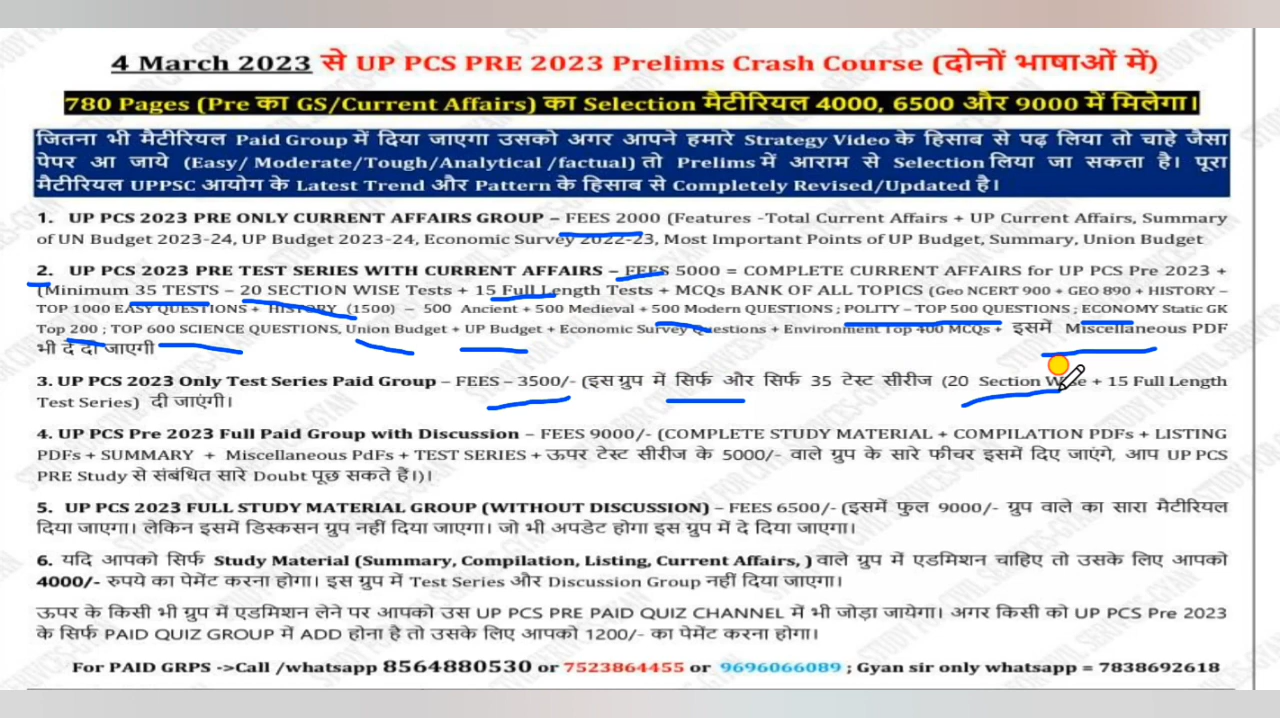 4 March 2023 से UP PCS PRE 2023 Prelims Crash Course (दोनों भाषाओं में)
780 Pages (Pre का GS/Current Affairs) का Selection मैटीरियल 4000, 6500 और 9000 में मिलेगा।
जितना भी मैटीरियल Paid Group में दिया जाएगा उसको अगर आपने हमारे Strategy Video के हिसाब से पढ़ लिया तो चाहे जैसा
पेपर आ जाये (Easy/ Moderate/Tough/Analytical /factual) तो Prelims में आराम से Selection लिया जा सकता है। पूरा
मैटीरियल UPPSC आयोग के Latest Trend और Pattern के हिसाब से Completely Revised/Updated है।
1. UP PCS 2023 PRE ONLY CURRENT AFFAIRS GROUP – FEES 2000 (Features -Total Current Affairs + UP Current Affairs, Summary
of UN Budget 2023-24, UP Budget 2023-24, Economic Survey 2022-23, Most Important Points of UP Budget, Summary, Union Budget
2. UP PCS 2023 PRE TEST SERIES WITH CURRENT AFFAIRS – FEES 5000 = COMPLETE CURRENT AFFAIRS for UP PCS Pre 2023 +
(Minimum 35 TESTS – 20 SECTION WISE Tests + 15 Full Length Tests + MCQs BANK OF ALL TOPICS (Geo NCERT 900 + GEO 890 + HISTORY –
TOP 1000 EASY QUESTIONS + HISTORY (1500) – 500 Ancient + 500 Medieval + 500 Modern QUESTIONS ; POLITY – TOP 500 QUESTIONS ; ECONOMY Static GK
Top 200 ; TOP 600 SCIENCE QUESTIONS, Union Budget + UP Budget + Economic Survey Questions + Environment Top 400 MCQs + इसमें Miscellaneous PDF
भी दे दी जाएगी
3. UP PCS 2023 Only Test Series Paid Group – FEES – 3500/- (इस ग्रुप में सिर्फ और सिर्फ 35 टेस्ट सीरीज (20 Section Wise + 15 Full Length
Test Series) दी जाएंगी।
4. UP PCS Pre 2023 Full Paid Group with Discussion – FEES 9000/- (COMPLETE STUDY MATERIAL + COMPILATION PDFs + LISTING
PDFs + SUMMARY + Miscellaneous PdFs + TEST SERIES + ऊपर टेस्ट सीरीज के 5000/- वाले ग्रुप के सारे फीचर इसमें दिए जाएंगे, आप UP PCS
PRE Study से संबंधित सारे Doubt पूछ सकते हैं।)।
5. UP PCS 2023 FULL STUDY MATERIAL GROUP (WITHOUT DISCUSSION) – FEES 6500/- (इसमें फुल 9000/- ग्रुप वाले का सारा मैटीरियल
दिया जाएगा। लेकिन इसमें डिस्कसन ग्रुप नहीं दिया जाएगा। जो भी अपडेट होगा इस ग्रुप में दे दिया जाएगा।
6. यदि आपको सिर्फ Study Material (Summary, Compilation, Listing, Current Affairs, ) वाले ग्रुप में एडमिशन चाहिए तो उसके लिए आपको
4000/- रुपये का पेमेंट करना होगा। इस ग्रुप में Test Series और Discussion Group नहीं दिया जाएगा।
ऊपर के किसी भी ग्रुप में एडमिशन लेने पर आपको उस UP PCS PRE PAID QUIZ CHANNEL में भी जोड़ा जायेगा। अगर किसी को UP PCS Pre 2023
के सिर्फ PAID QUIZ GROUP में ADD होना है तो उसके लिए आपको 1200/- का पेमेंट करना होगा।
For PAID GRPS ->Call /whatsapp 8564880530 or 7523864455 or 9696066089 ; Gyan sir only whatsapp = 7838692618